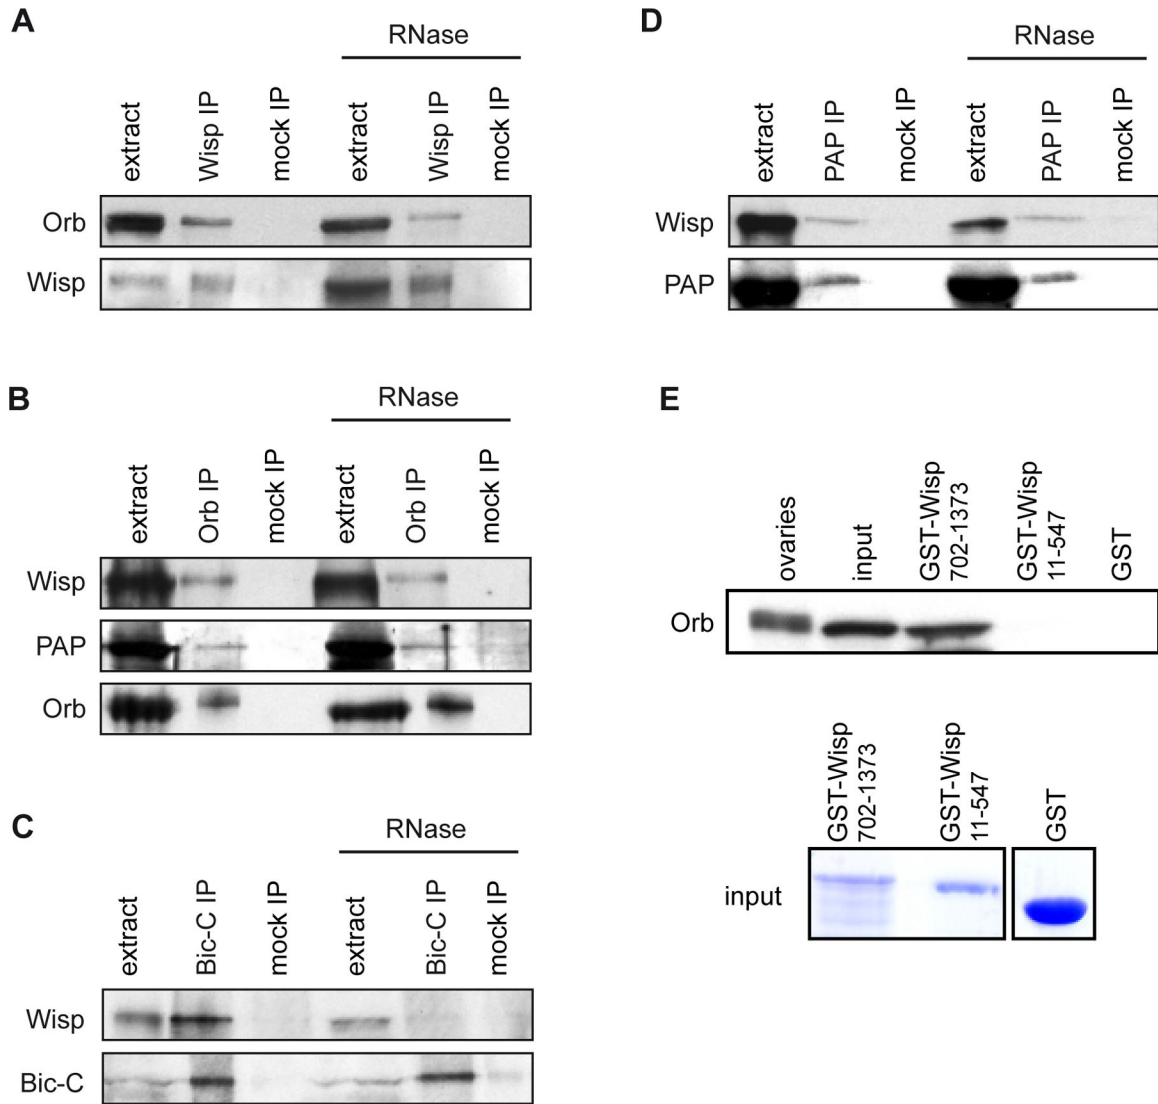 A
RNase
extract
Wisp IP
mock IP
extract
Wisp IP
mock IP
Orb
Wisp
B
RNase
extract
Orb IP
mock IP
extract
Orb IP
mock IP
Wisp
PAP
Orb
C
RNase
extract
Bic-C IP
mock IP
extract
Bic-C IP
mock IP
Wisp
Bic-C
D
RNase
extract
PAP IP
mock IP
extract
PAP IP
mock IP
Wisp
PAP
E
ovaries
input
GST-Wisp
702-1373
GST-Wisp
11-547
GST
Orb
GST-Wisp
702-1373
GST-Wisp
11-547
GST
input